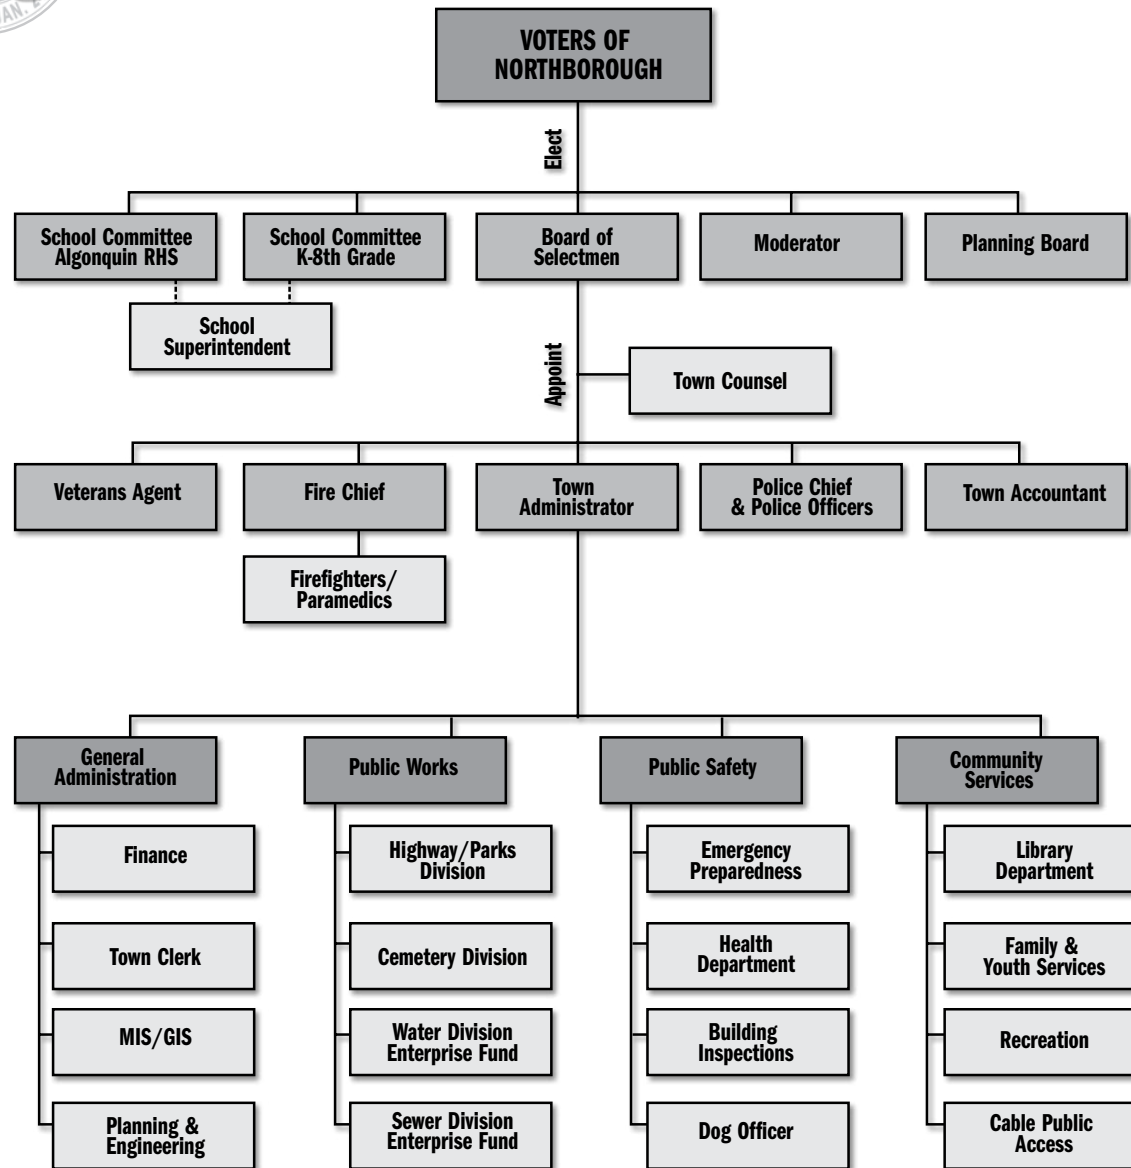 JAN. 2
VOTERS OF
NORTHBOROUGH
Elect
School Committee
Algonquin RHS
School Committee
K-8th Grade
Board of
Selectmen
Moderator
Planning Board
School
Superintendent
Appoint
Town Counsel
Veterans Agent
Fire Chief
Town
Administrator
Police Chief
& Police Officers
Town Accountant
Firefighters/
Paramedics
General
Administration
Public Works
Public Safety
Community
Services
Finance
Highway/Parks
Division
Emergency
Preparedness
Library
Department
Town Clerk
Cemetery Division
Health
Department
Family &
Youth Services
MIS/GIS
Water Division
Enterprise Fund
Building
Inspections
Recreation
Planning &
Engineering
Sewer Division
Enterprise Fund
Dog Officer
Cable Public
Access